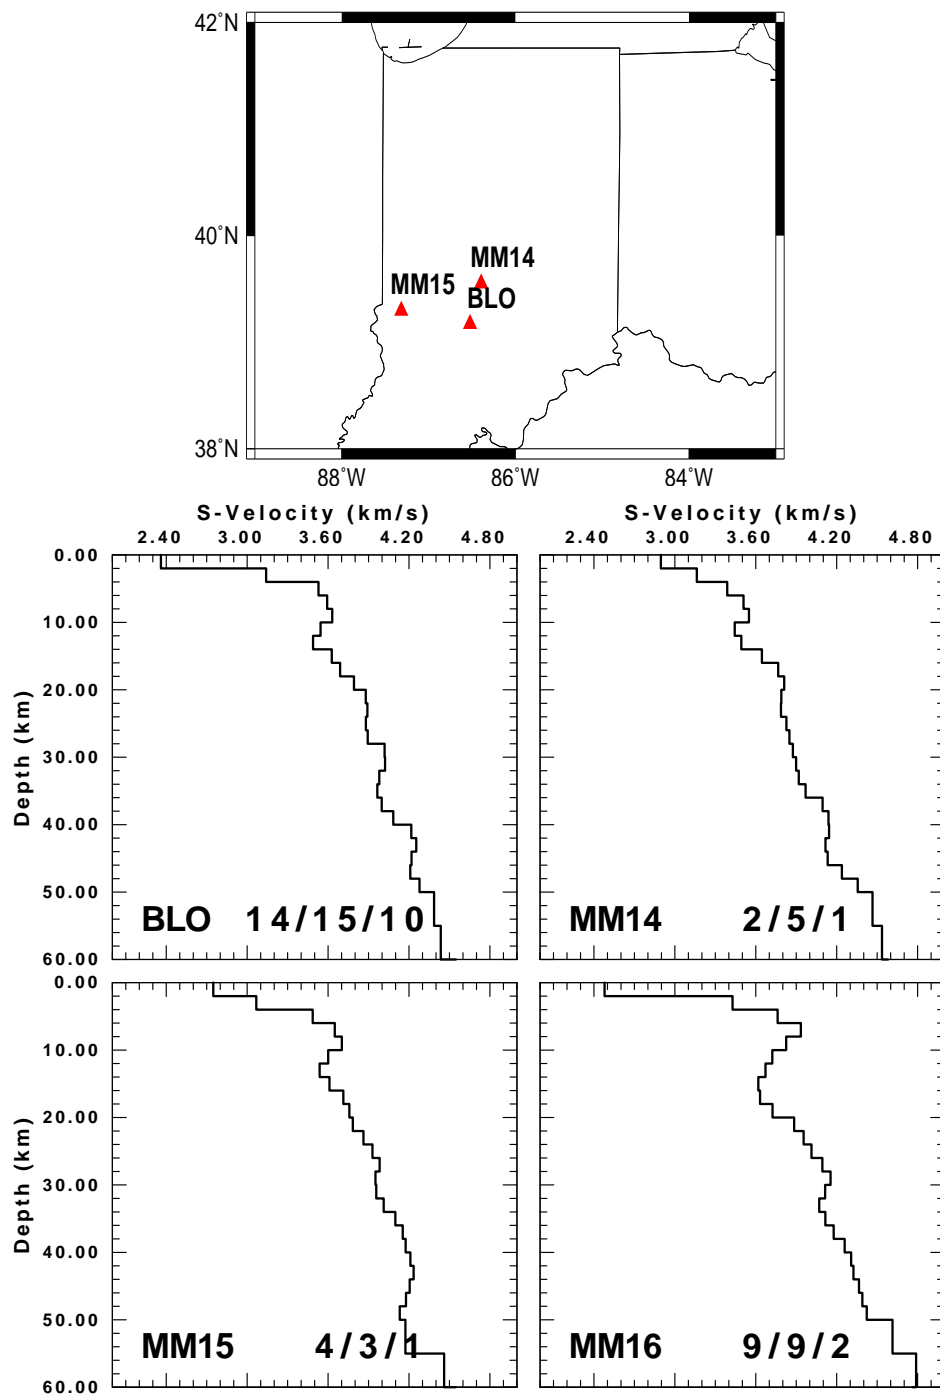 42˚N
40˚N
MM14
MM15
BLO
38˚N
88˚W 86˚W 84˚W
S-Velocity (km/s) S-Velocity (km/s)
2.40 3.00 3.60 4.20 4.80 2.40 3.00 3.60 4.20 4.80
0.00
10.00
20.00
30.00
40.00
50.00
60.00
Depth (km)
BLO 14/15/10
MM14 2/5/1
0.00
10.00
20.00
30.00
40.00
50.00
60.00
Depth (km)
MM15 4/3/1
MM16 9/9/2